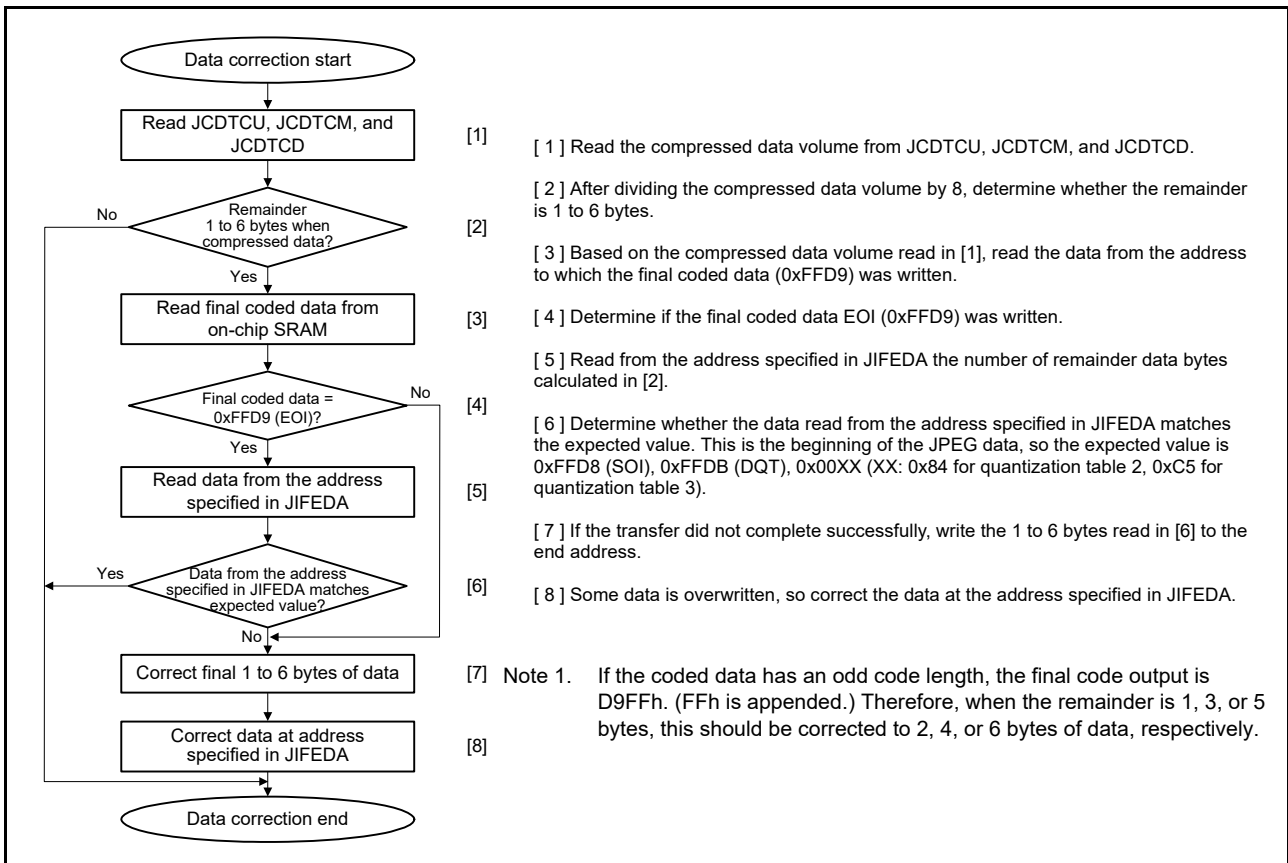 Data correction start
Read JCDTCU, JCDTCM, and
JCDTCD
[1]
No
Remainder
1 to 6 bytes when
compressed data?
[2]
Yes
Read final coded data from
on-chip SRAM
[3]
Final coded data =
0xFFD9 (EOI)?
No
[4]
Yes
Read data from the address
specified in JIFEDA
[5]
Yes
Data from the address
specified in JIFEDA matches
expected value?
[6]
No
Correct final 1 to 6 bytes of data
[7]
Correct data at address
specified in JIFEDA
[8]
Data correction end
[ 1 ] Read the compressed data volume from JCDTCU, JCDTCM, and JCDTCD.
[ 2 ] After dividing the compressed data volume by 8, determine whether the remainder
is 1 to 6 bytes.
[ 3 ] Based on the compressed data volume read in [1], read the data from the address
to which the final coded data (0xFFD9) was written.
[ 4 ] Determine if the final coded data EOI (0xFFD9) was written.
[ 5 ] Read from the address specified in JIFEDA the number of remainder data bytes
calculated in [2].
[ 6 ] Determine whether the data read from the address specified in JIFEDA matches
the expected value. This is the beginning of the JPEG data, so the expected value is
0xFFD8 (SOI), 0xFFDB (DQT), 0x00XX (XX: 0x84 for quantization table 2, 0xC5 for
quantization table 3).
[ 7 ] If the transfer did not complete successfully, write the 1 to 6 bytes read in [6] to the
end address.
[ 8 ] Some data is overwritten, so correct the data at the address specified in JIFEDA.
Note 1. If the coded data has an odd code length, the final code output is
D9FFh. (FFh is appended.) Therefore, when the remainder is 1, 3, or 5
bytes, this should be corrected to 2, 4, or 6 bytes of data, respectively.